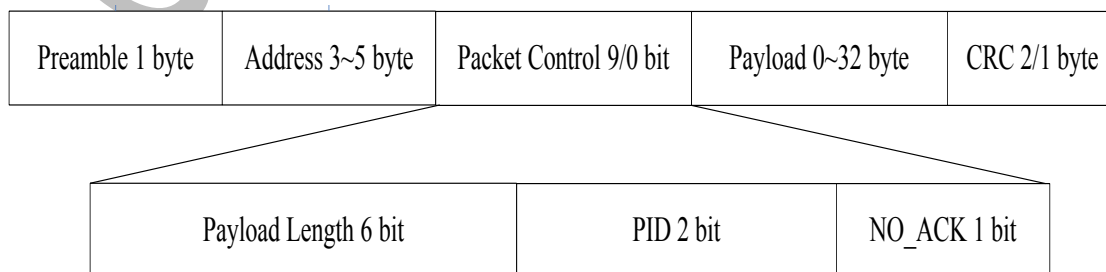 Preamble 1 byte Address 3~5 byte Packet Control 9/0 bit Payload 0~32 byte CRC 2/1 byte
Payload Length 6 bit PID 2 bit NO_ACK 1 bit